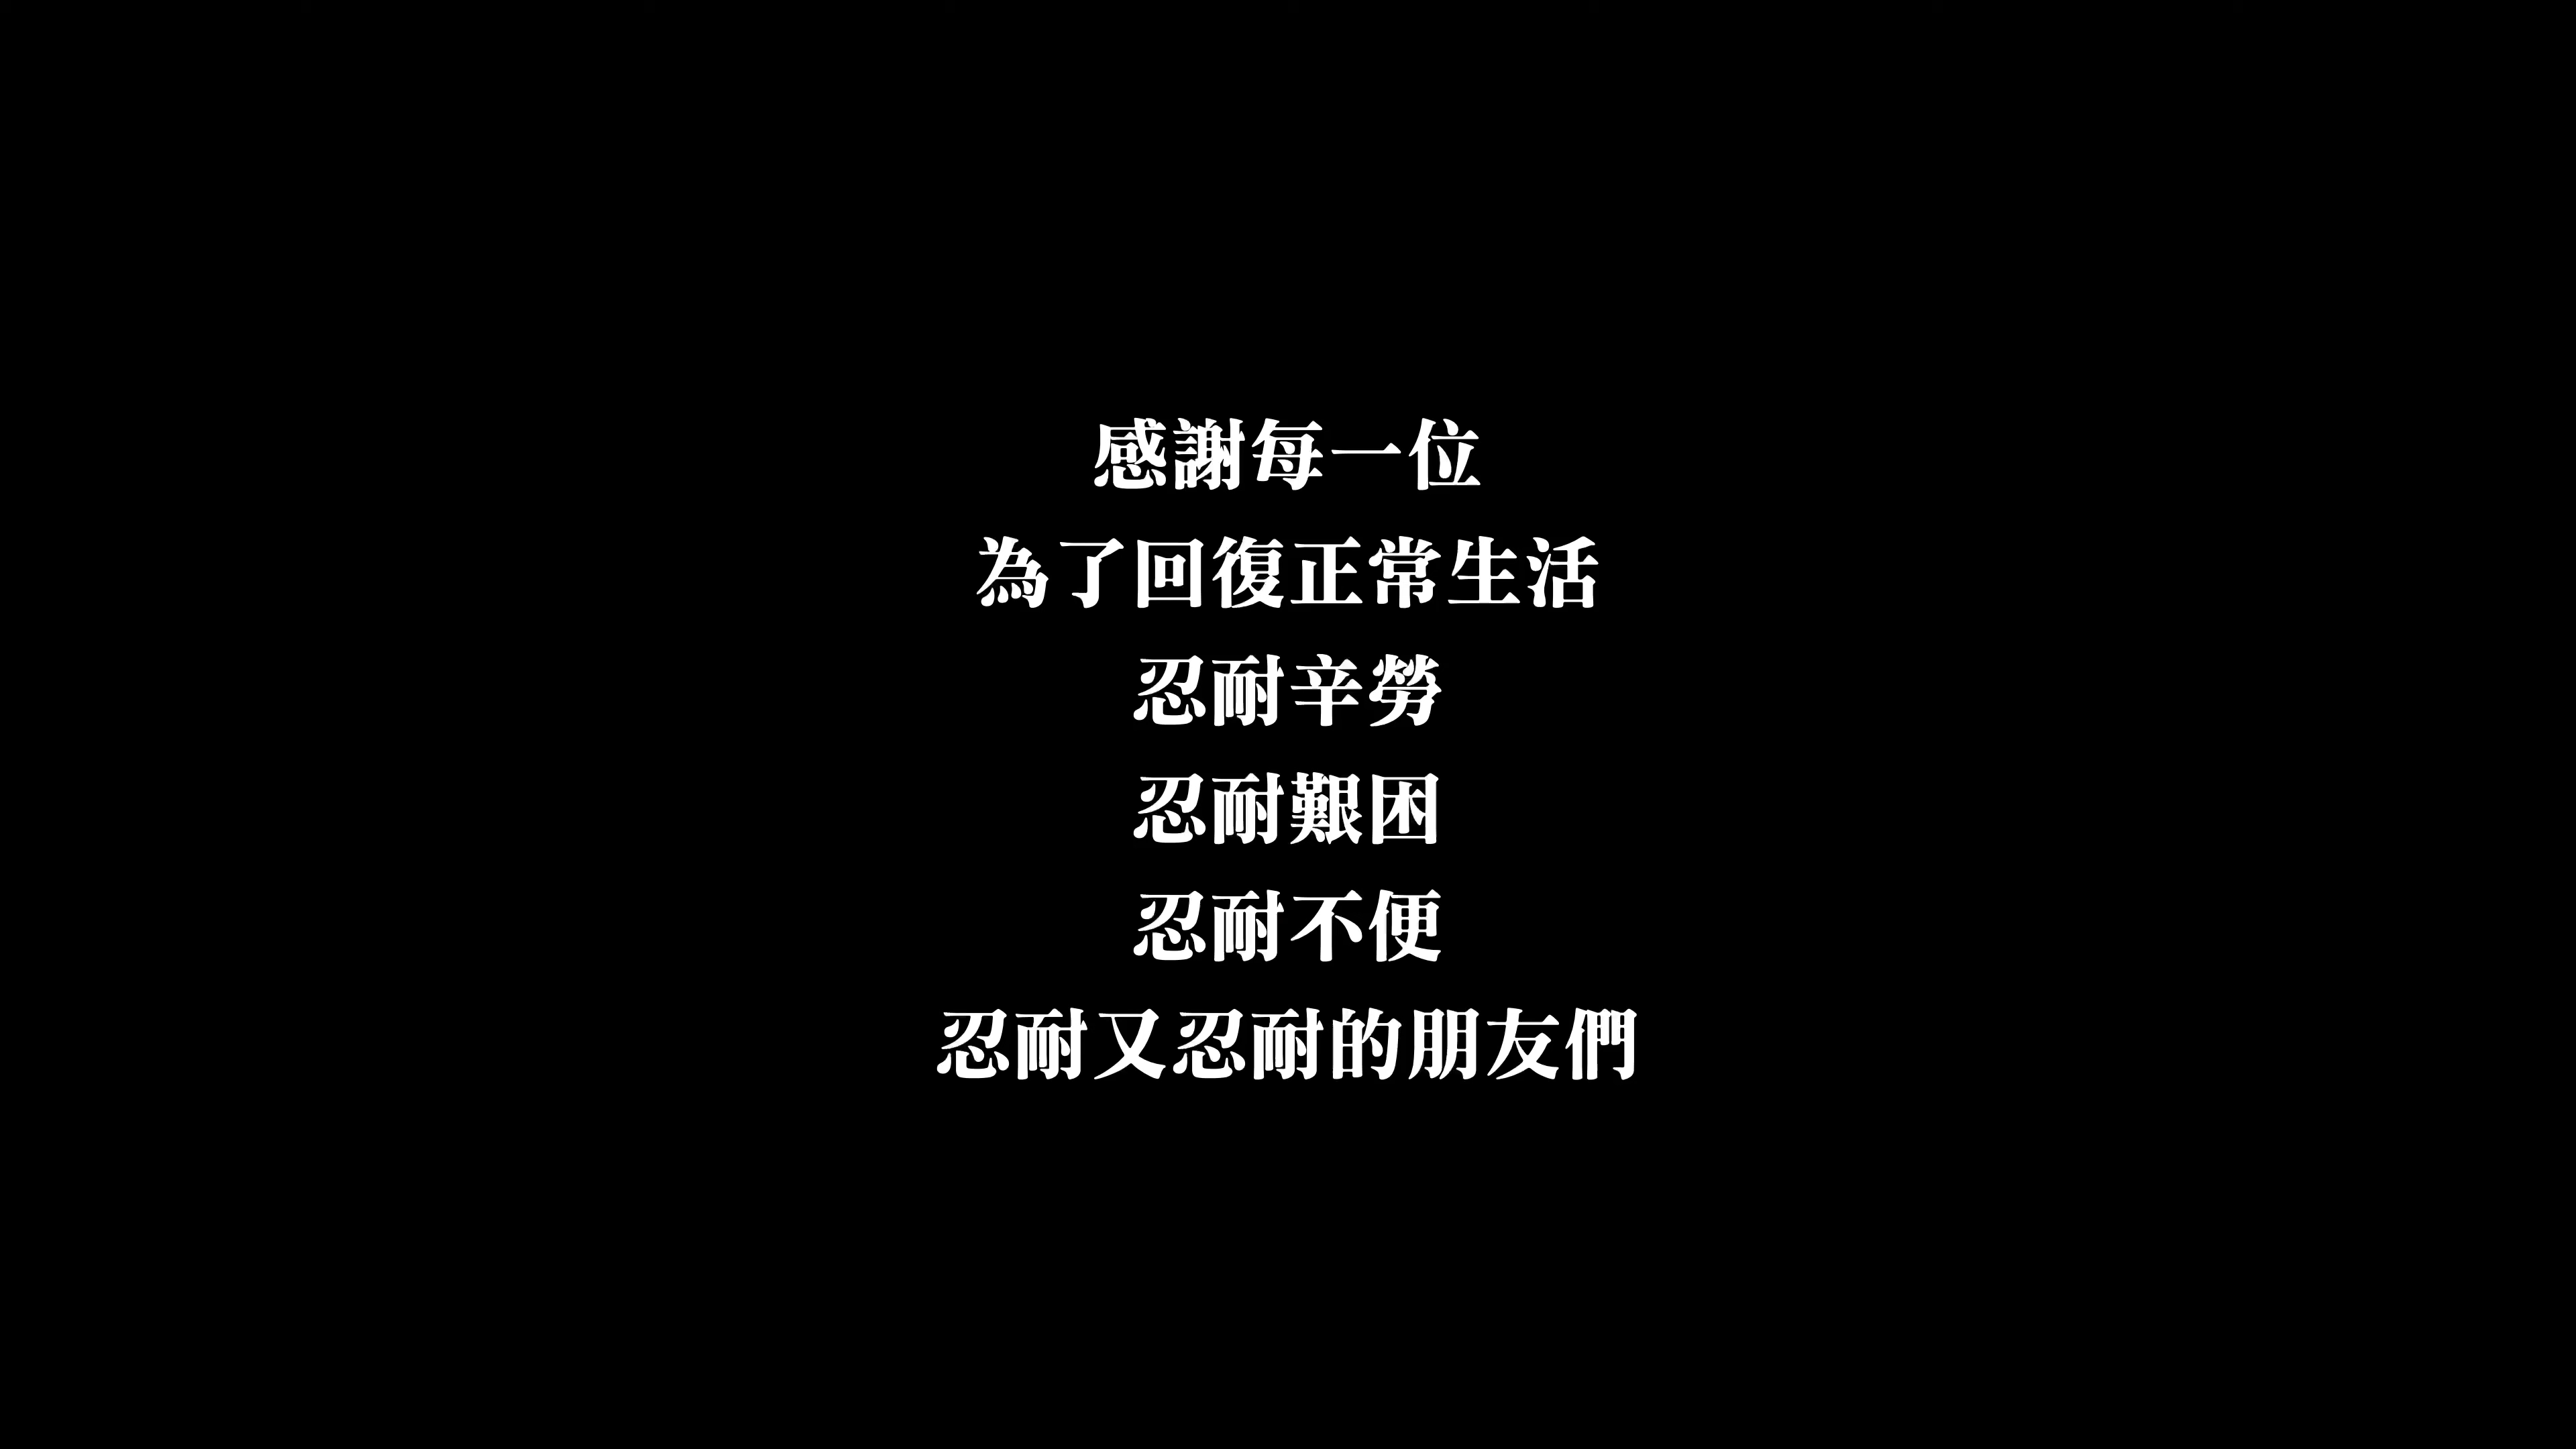 感謝每一位
為了回復正常生活
忍耐辛勞
忍耐艱困
忍耐不便
忍耐又忍耐的朋友們